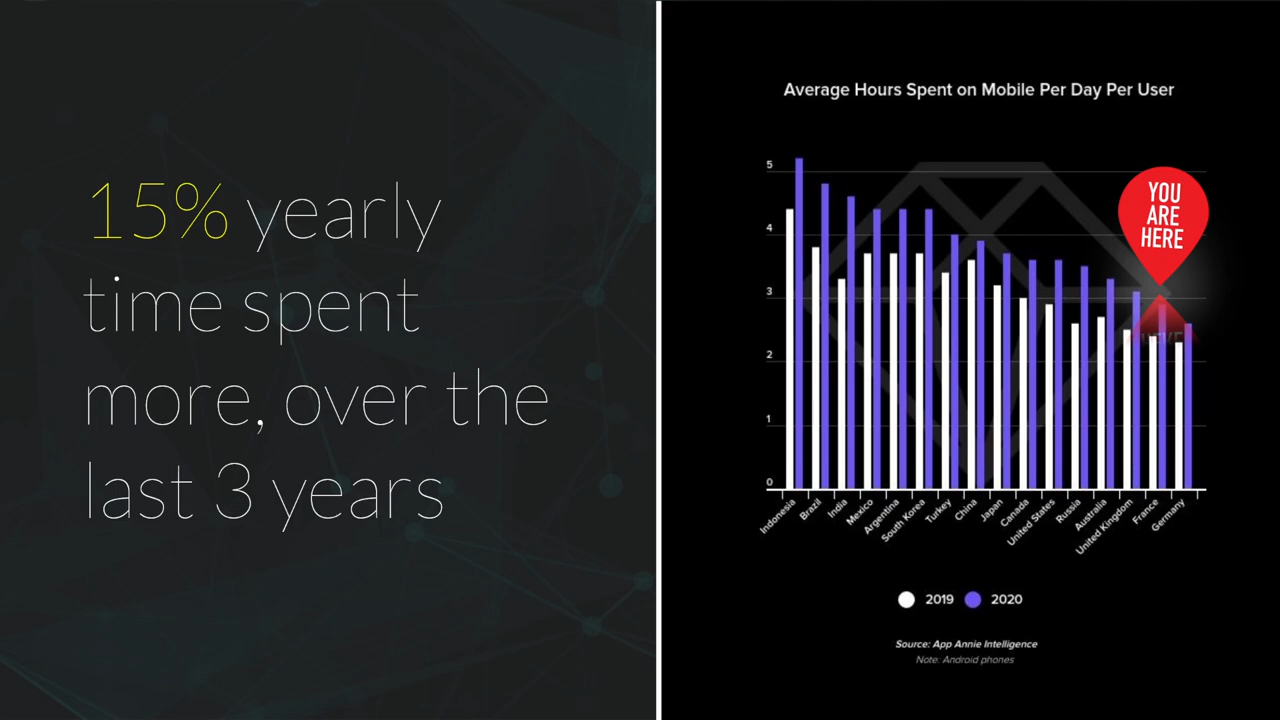 15% yearly
time spent
more, over the
last 3 years
Average Hours Spent on Mobile Per Day Per User
5
4
3
2
1
0
YOU
ARE
HERE
Indonesia
Brazil
India
Mexico
Argentina
South Korea
Turkey
China
Japan
Canada
United States
Russia
Australia
United Kingdom
France
Germany
2019
2020
Source: App Annie Intelligence
Note: Android phones